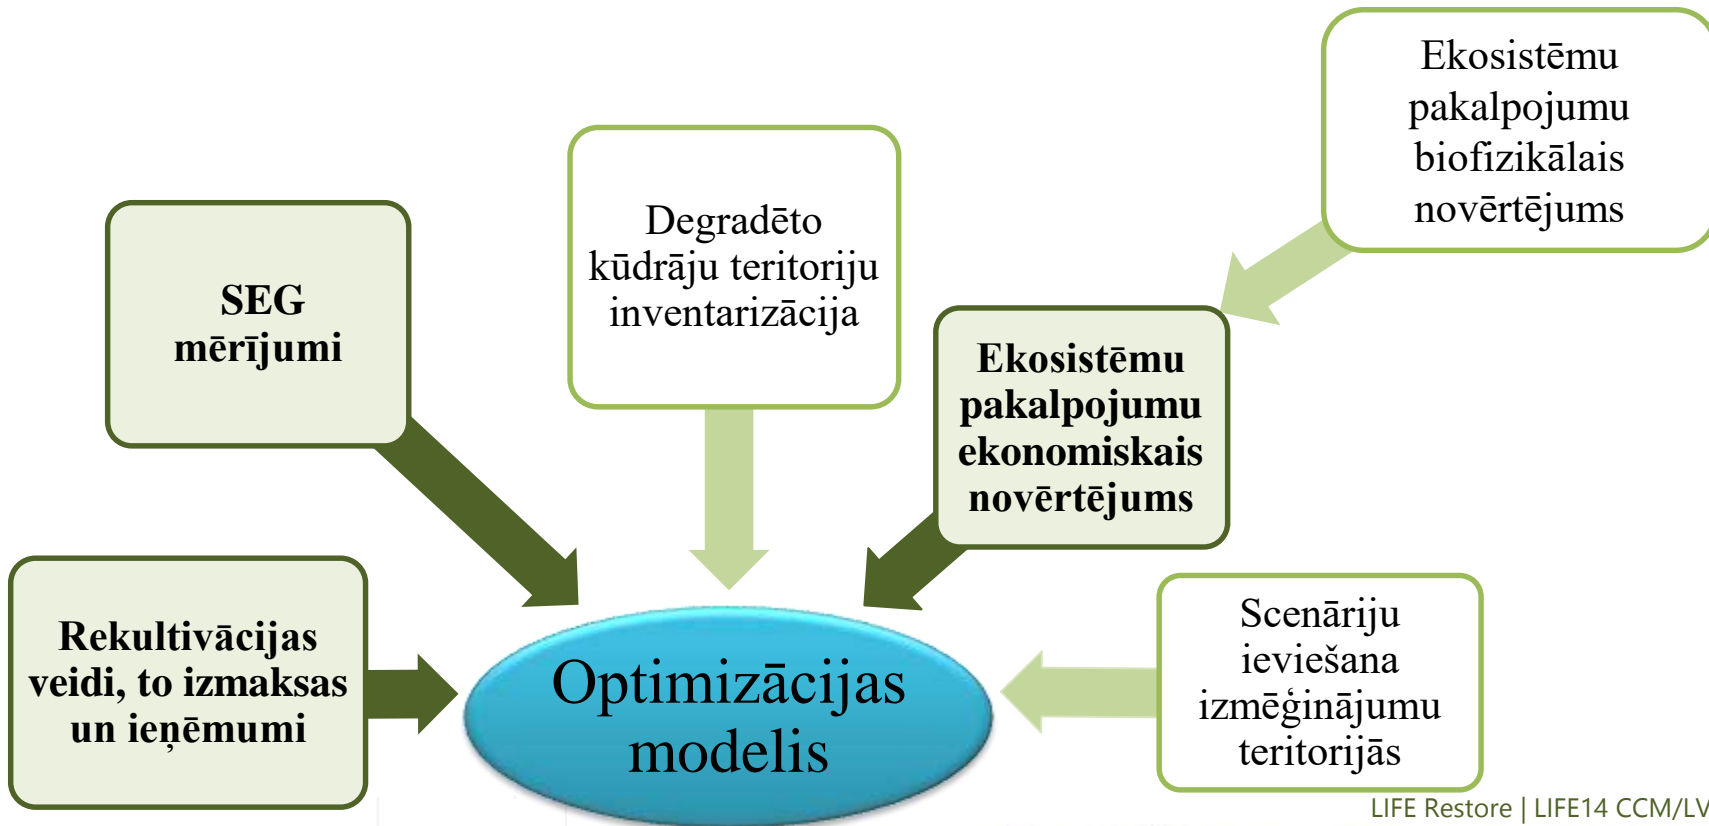 Ekosistēmu
pakalpojumu
biofizikālais
novērtējums
Degradēto
kūdrāju teritoriju
inventarizācija
SEG
mērījumi
Ekosistēmu
pakalpojumu
ekonomiskais
novērtējums
Rekultivācijas
veidi, to izmaksas
un ieņēmumi
Optimizācijas
modelis
Scenāriju
ieviešana
izmēģinājumu
teritorijās
LIFE Restore | LIFE14 CCM/LV